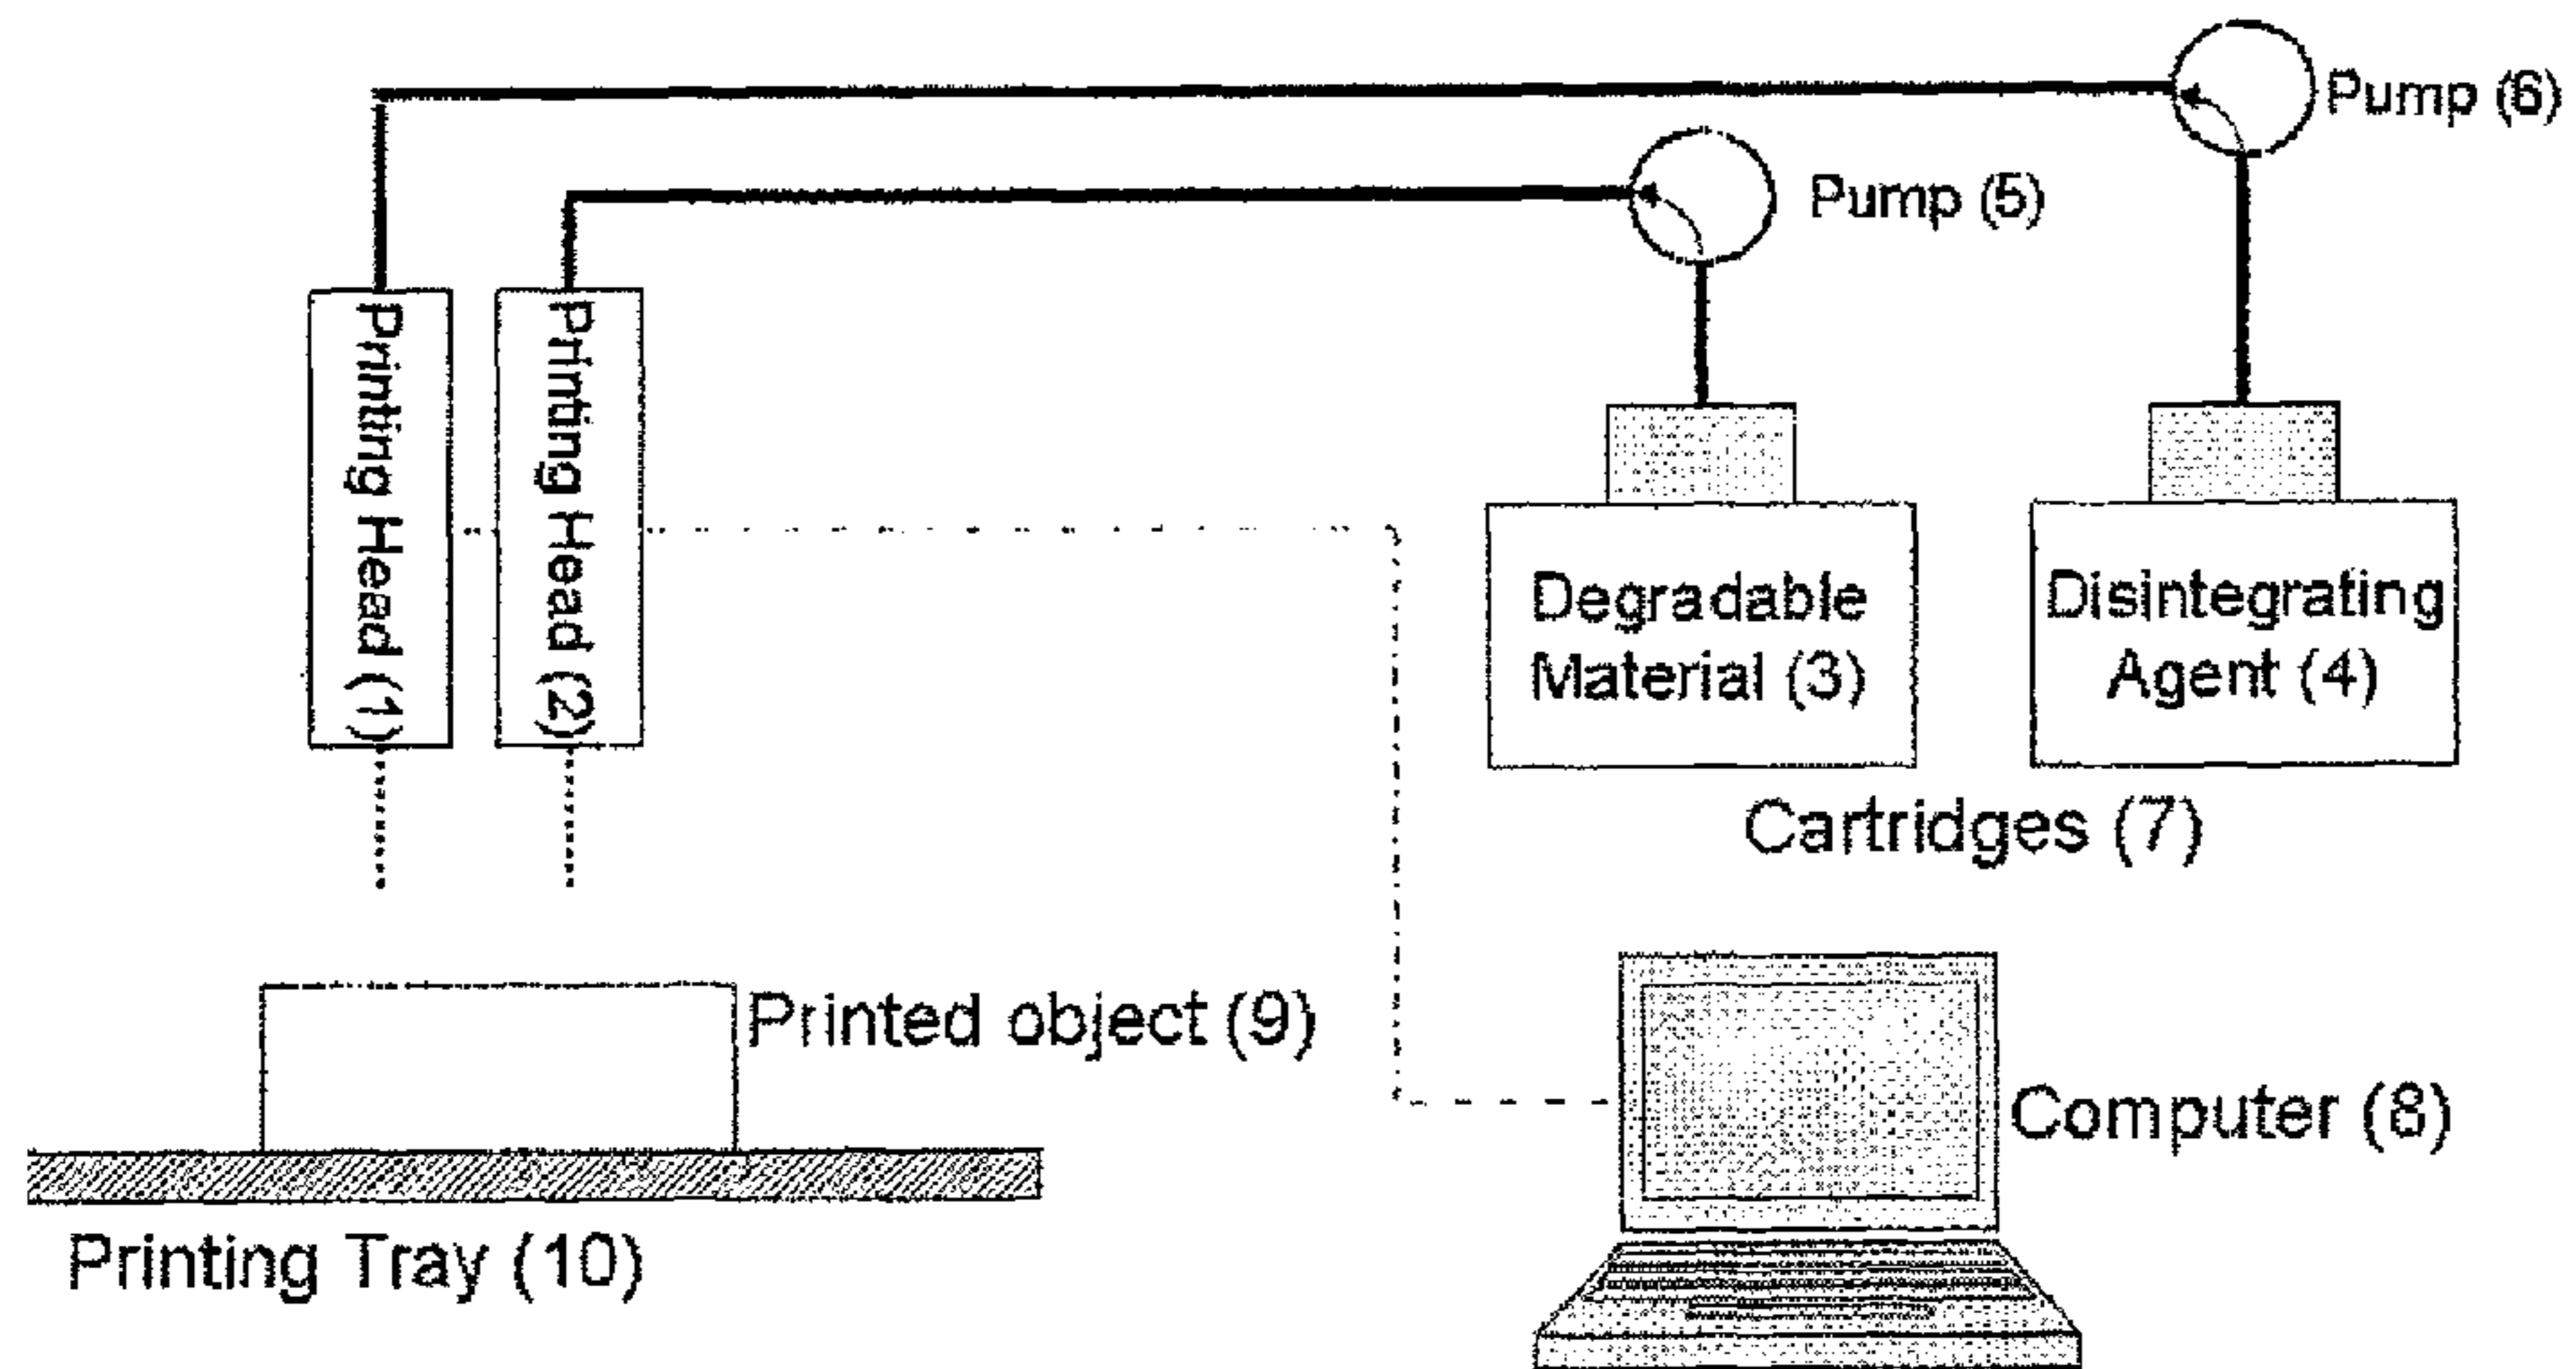 Pump (6)
Pump (5)
Printing Head (1)
Printing Head (2)
Degradable
Material (3)
Disintegrating
Agent (4)
Cartridges (7)
Printed object (9)
Computer (8)
Printing Tray (10)